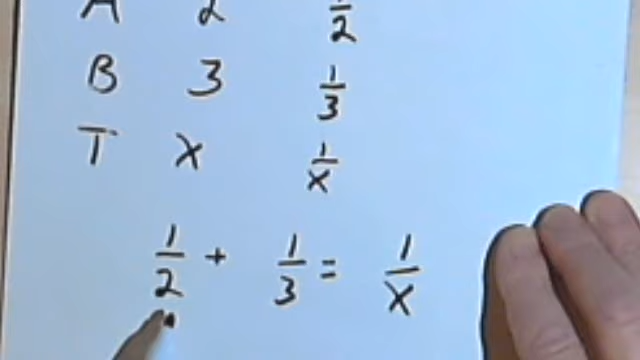 A 2 1/2
B 3 1/3
T x 1/x
1/2 + 1/3 = 1/x